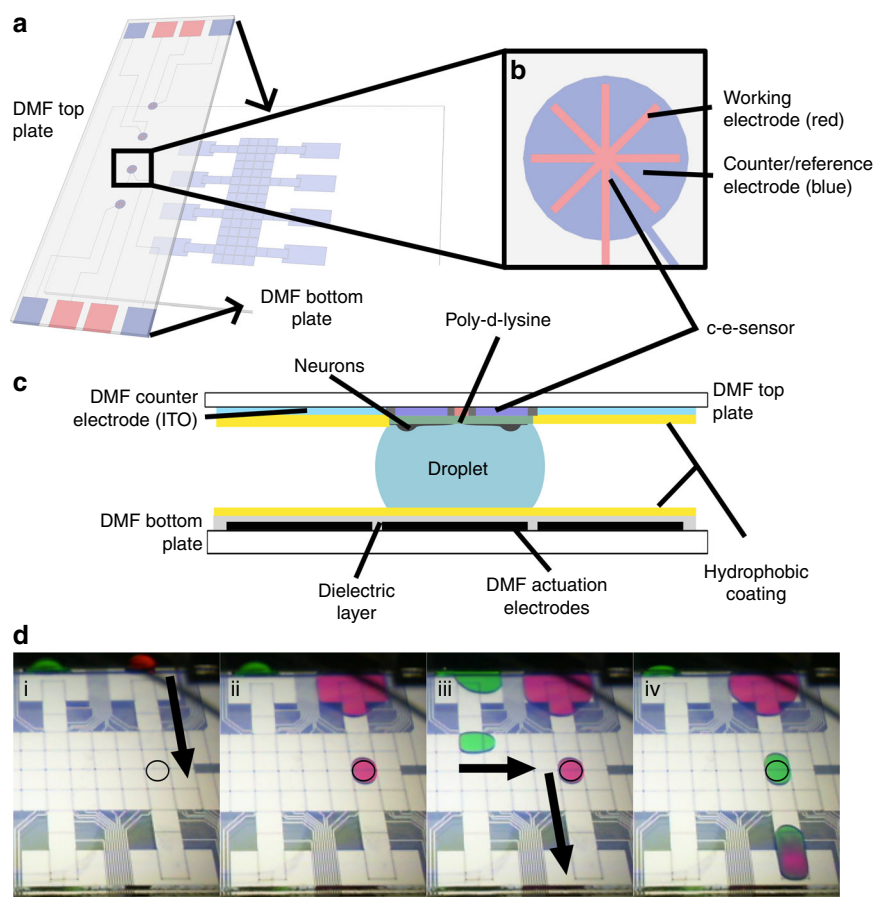 a
DMF top
plate
b
Working
electrode (red)
Counter/reference
electrode (blue)
DMF bottom
plate
Poly-d-lysine
c-e-sensor
c
Neurons
DMF counter
electrode (ITO)
DMF top
plate
Droplet
DMF bottom
plate
Dielectric
layer
DMF actuation
electrodes
Hydrophobic
coating
d
i
ii
iii
iv